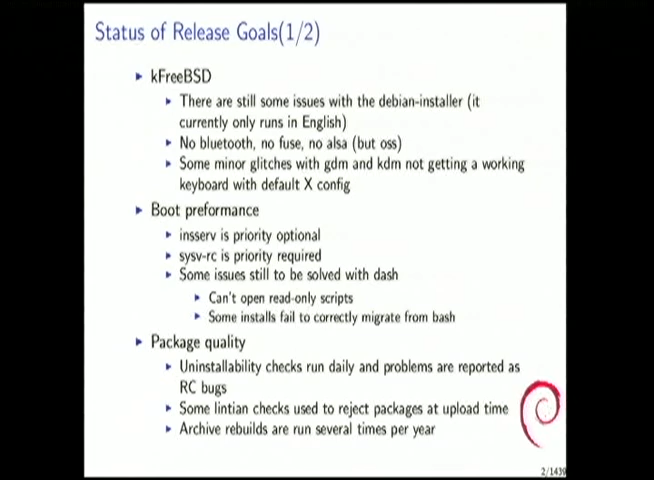 Status of Release Goals(1/2)
kFreeBSD
There are still some issues with the debian-installer (it
currently only runs in English)
No bluetooth, no fuse, no alsa (but oss)
Some minor glitches with gdm and kdm not getting a working
keyboard with default X config
Boot preformance
insserv is priority optional
sysv-rc is priority required
Some issues still to be solved with dash
Can't open read-only scripts
Some installs fail to correctly migrate from bash
Package quality
Uninstallability checks run daily and problems are reported as
RC bugs
Some lintian checks used to reject packages at upload time
Archive rebuilds are run several times per year
2/1439